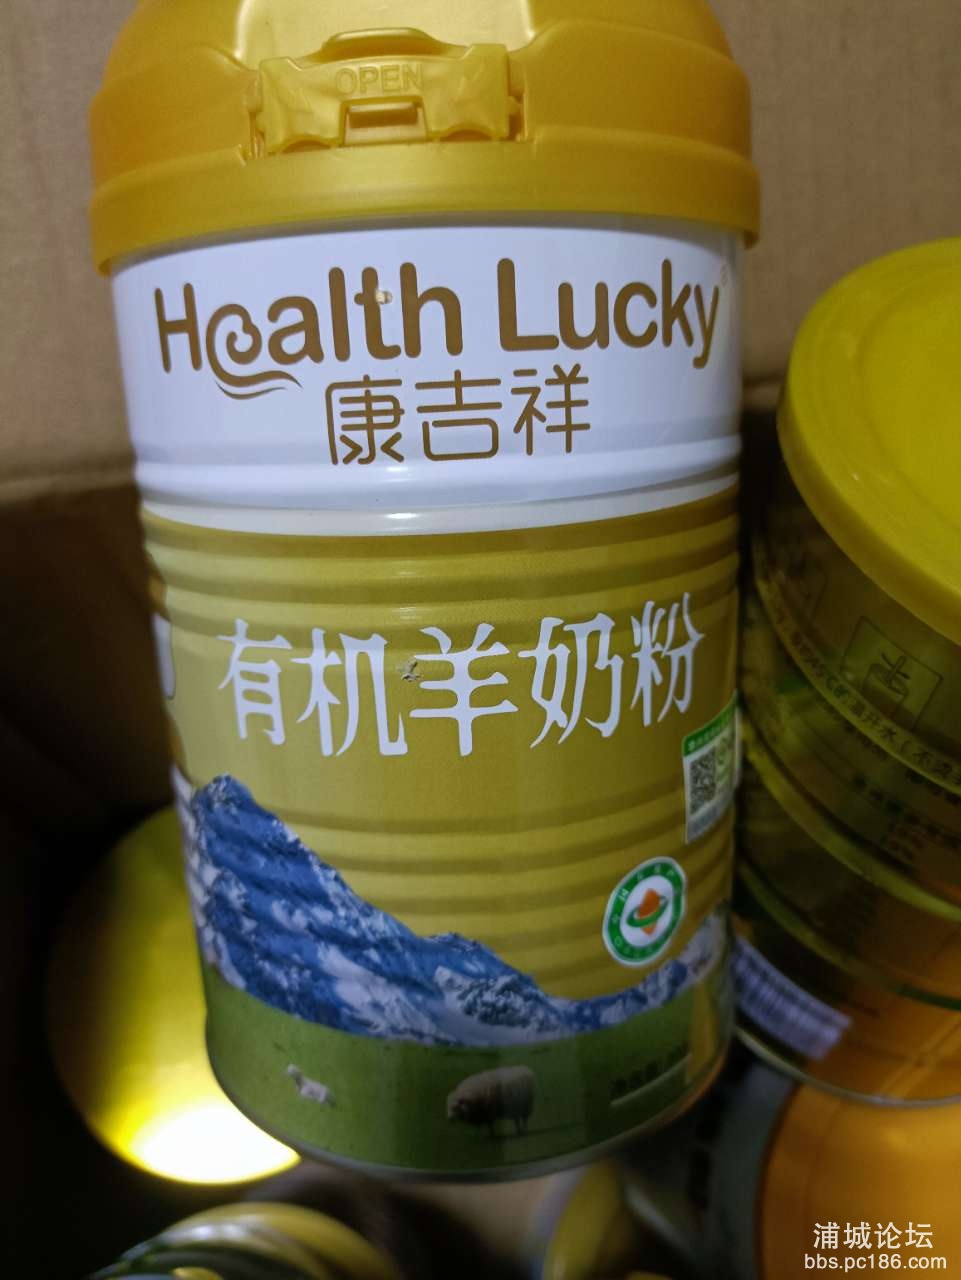 OPEN
Health Lucky
康吉祥
有机羊奶粉
浦城论坛
bbs.pc186.com